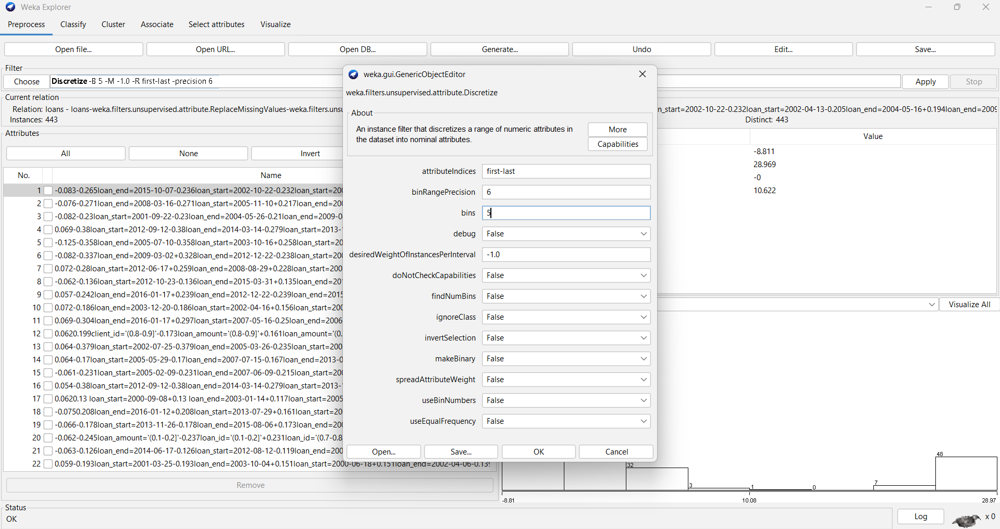 Weka Explorer
Preprocess Classify Cluster Associate Select attributes Visualize
Open file... Open URL... Open DB... Generate... Undo Edit... Save...
Filter
Choose Discretize -B 5 -M -1.0 -R first-last -precision 6 Apply Stop
Current relation
Relation: loans - loans-weka.filters.unsupervised.attribute.ReplaceMissingValues-weka.filters.unsu
Instances: 443
Attributes
All None Invert
No. Name
1 -0.083-0.265loan_end=2015-10-07-0.236loan_start=2002-10-22-0.232loan_start=200
2 -0.076-0.271loan_end=2008-03-16-0.271loan_start=2005-11-10+0.217loan_end=200
3 -0.082-0.23loan_start=2001-09-22-0.23loan_end=2004-05-26-0.21loan_end=2009-0
4 0.069-0.38loan_start=2012-09-12-0.38loan_end=2014-03-14-0.279loan_start=2013-
5 -0.125-0.358loan_end=2005-07-10-0.358loan_start=2003-10-16+0.258loan_start=20
6 -0.082-0.337loan_end=2009-03-02+0.328loan_end=2012-12-22-0.238loan_start=200
7 0.072-0.28loan_start=2012-06-17+0.259loan_end=2008-08-29+0.228loan_start=200
8 -0.062-0.136loan_start=2012-10-23-0.136loan_end=2015-03-31+0.135loan_end=20
9 0.057-0.242loan_end=2016-01-17+0.239loan_end=2012-12-22-0.239loan_end=2015
10 0.072-0.186loan_end=2003-12-20-0.186loan_start=2002-04-16+0.156loan_start=200
11 0.069-0.304loan_end=2016-01-17+0.297loan_start=2007-05-16-0.25loan_end=2006
12 0.0620.199client_id='(0.8-0.9]'-0.173loan_amount='(0.8-0.9]'+0.161loan_amount='(0.
13 0.064-0.379loan_start=2002-07-25-0.379loan_end=2005-03-26-0.235loan_start=200
14 0.064-0.17loan_start=2005-05-29-0.17loan_end=2007-07-15-0.167loan_end=2013-0
15 -0.061-0.231loan_start=2005-02-09-0.231loan_end=2007-06-09-0.215loan_start=200
16 0.054-0.38loan_start=2012-09-12-0.38loan_end=2014-03-14-0.279loan_start=2013-
17 0.0620.13 loan_start=2000-09-08+0.13 loan_end=2003-01-14+0.117loan_start=2005
18 -0.0750.208loan_end=2016-01-12+0.208loan_start=2013-07-29+0.161loan_start=20
19 -0.066-0.178loan_start=2013-11-26-0.178loan_end=2015-08-06+0.173loan_end=200
20 -0.062-0.245loan_amount='(0.1-0.2]'-0.237loan_id='(0.1-0.2]'+0.231loan_id='(0.7-0.8
21 -0.063-0.126loan_end=2014-06-17-0.126loan_start=2012-08-12-0.119loan_end=200
22 0.059-0.193loan_start=2001-03-25-0.193loan_end=2003-10-04+0.151loan_start=2000-06-18+0.151loan_end=2002-04-06-0.139
Remove
Status
OK
weka.gui.GenericObjectEditor
weka.filters.unsupervised.attribute.Discretize
About
An instance filter that discretizes a range of numeric attributes in
the dataset into nominal attributes.
More
Capabilities
attributeIndices first-last
binRangePrecision 6
bins 5
debug False
desiredWeightOfInstancesPerInterval -1.0
doNotCheckCapabilities False
findNumBins False
ignoreClass False
invertSelection False
makeBinary False
spreadAttributeWeight False
useBinNumbers False
useEqualFrequency False
Open... Save... OK Cancel
n_start=2002-10-22-0.232loan_start=2002-04-13-0.205loan_end=2004-05-16+0.194loan_end=2009
Distinct: 443
Value
-8.811
28.969
-0
10.622
Visualize All
32 3 1 0 7 48
-8.81 10.08 28.97
Log x 0